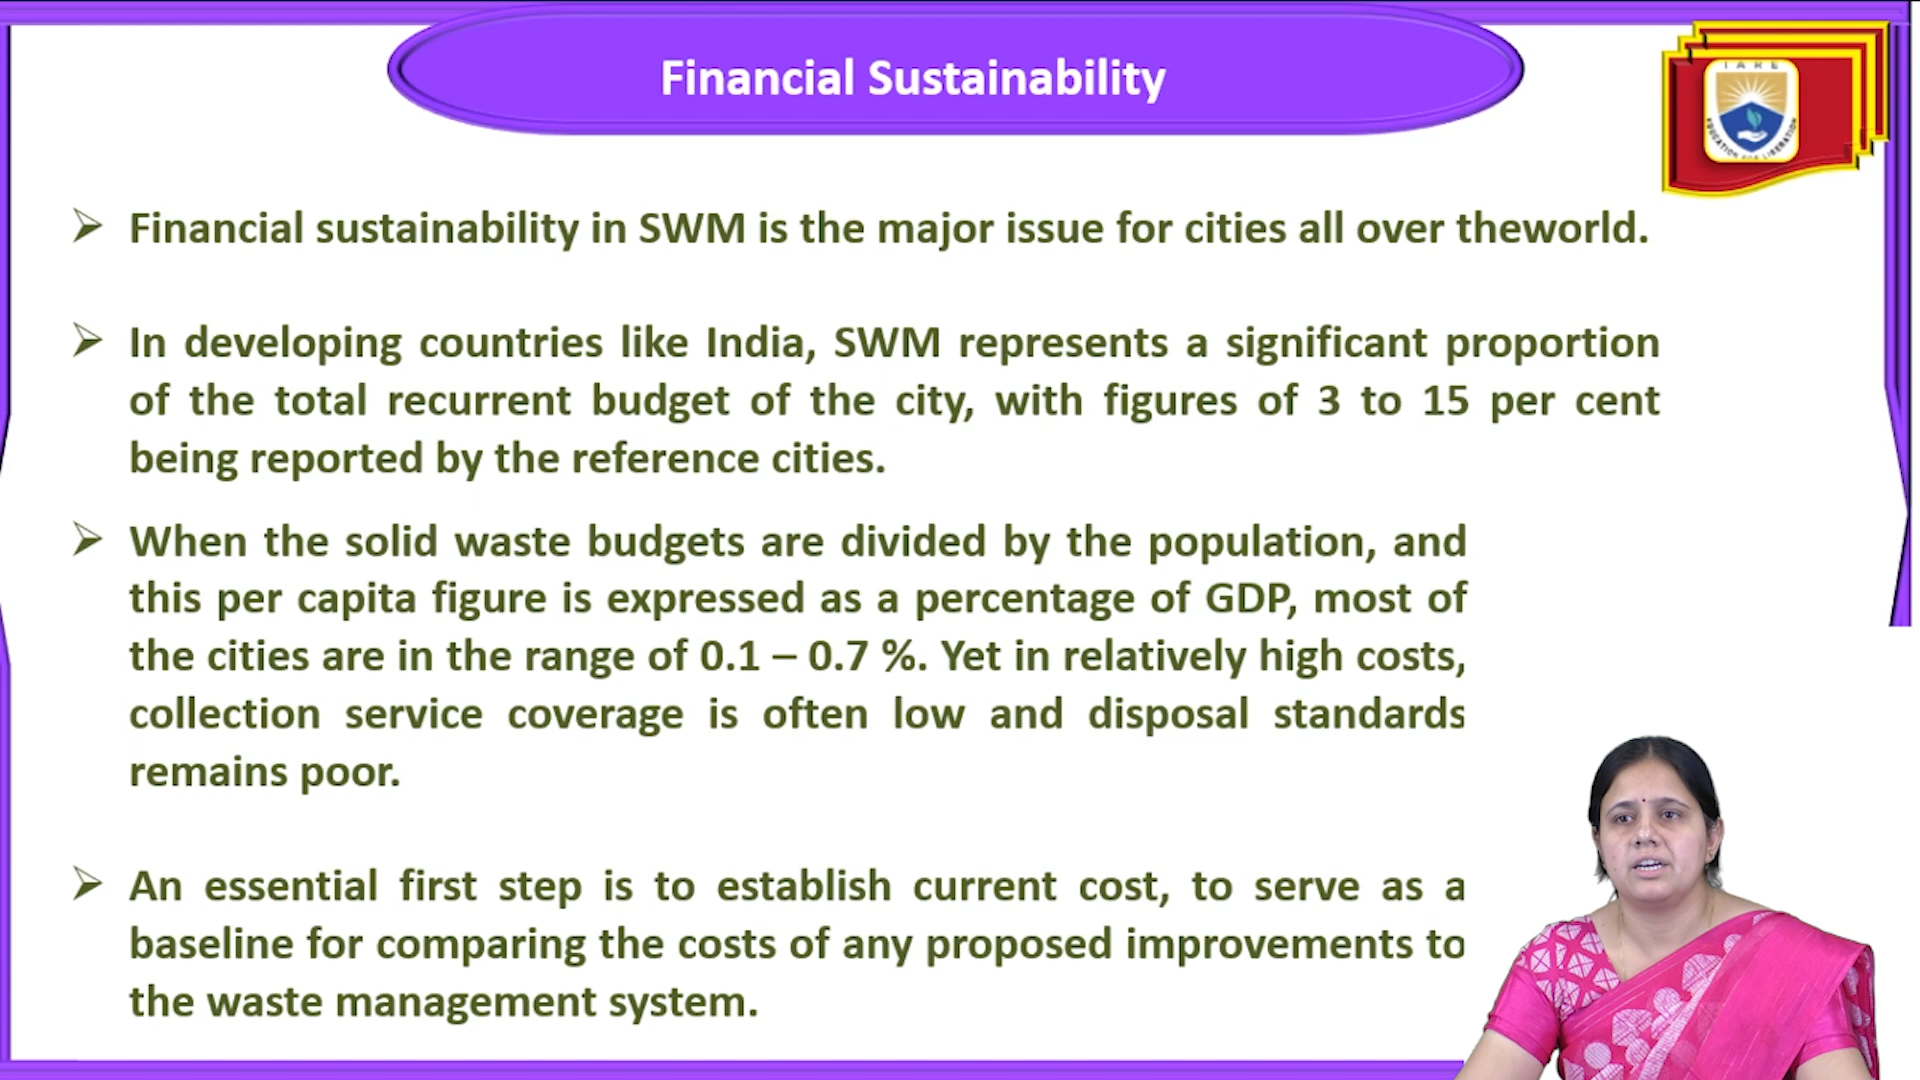 Financial Sustainability
IARE
EDUCATION FOR LIBERATION
Financial sustainability in SWM is the major issue for cities all over theworld.
In developing countries like India, SWM represents a significant proportion
of the total recurrent budget of the city, with figures of 3 to 15 per cent
being reported by the reference cities.
When the solid waste budgets are divided by the population, and
this per capita figure is expressed as a percentage of GDP, most of
the cities are in the range of 0.1 – 0.7 %. Yet in relatively high costs,
collection service coverage is often low and disposal standards
remains poor.
An essential first step is to establish current cost, to serve as a
baseline for comparing the costs of any proposed improvements to
the waste management system.